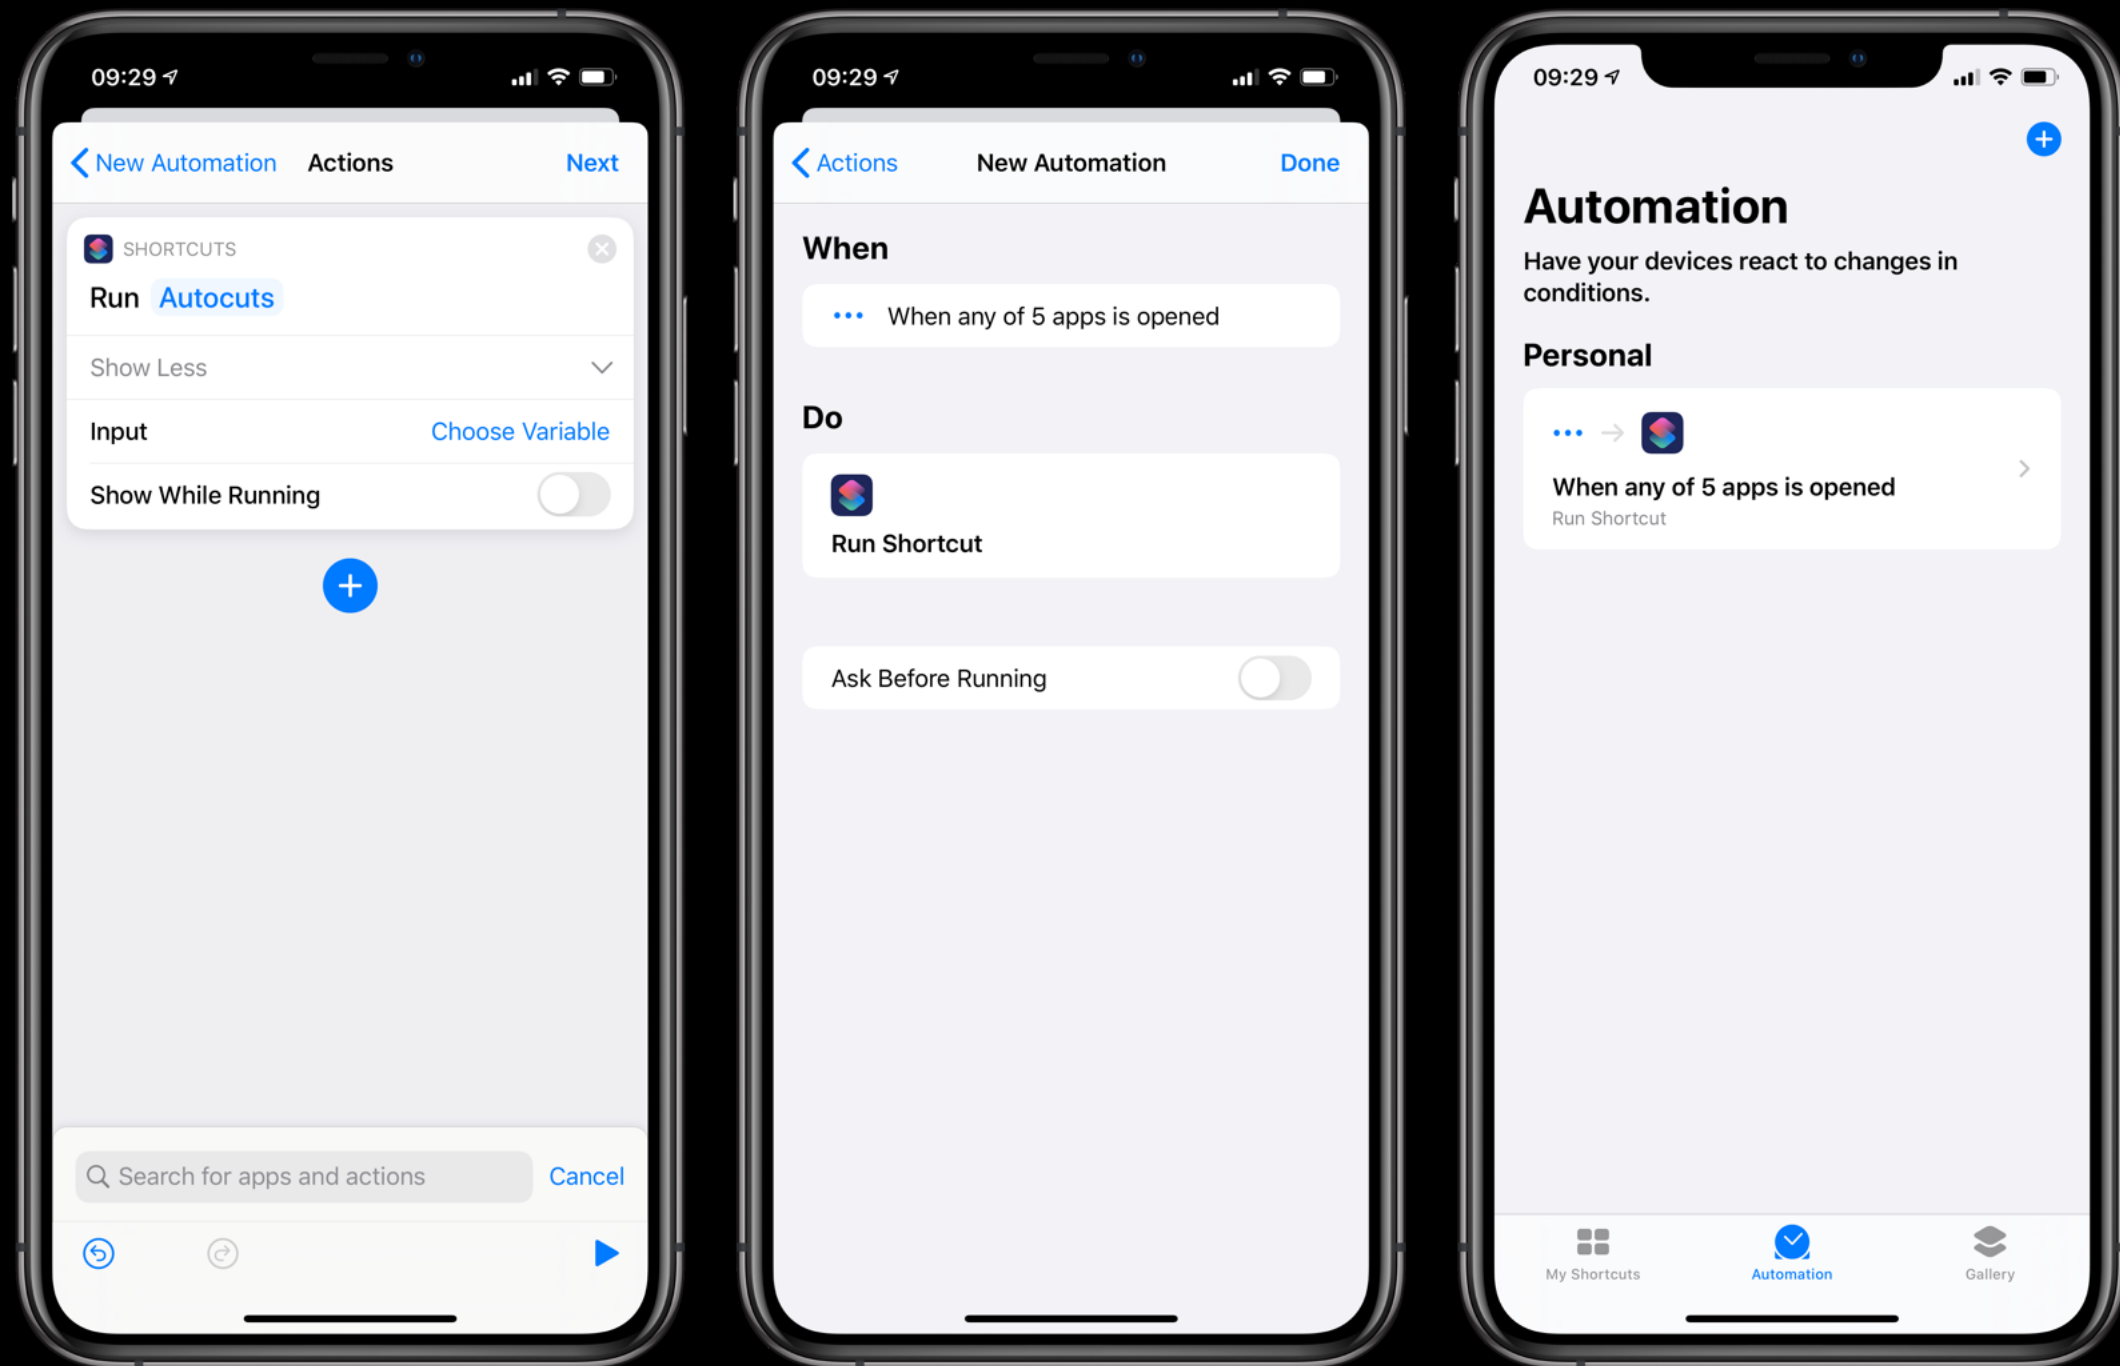 09:29
New Automation Actions Next
SHORTCUTS
Run Autocuts
Show Less
Input Choose Variable
Show While Running
Search for apps and actions Cancel
09:29
Actions New Automation Done
When
When any of 5 apps is opened
Do
Run Shortcut
Ask Before Running
09:29
Automation
Have your devices react to changes in
conditions.
Personal
When any of 5 apps is opened
Run Shortcut
My Shortcuts Automation Gallery